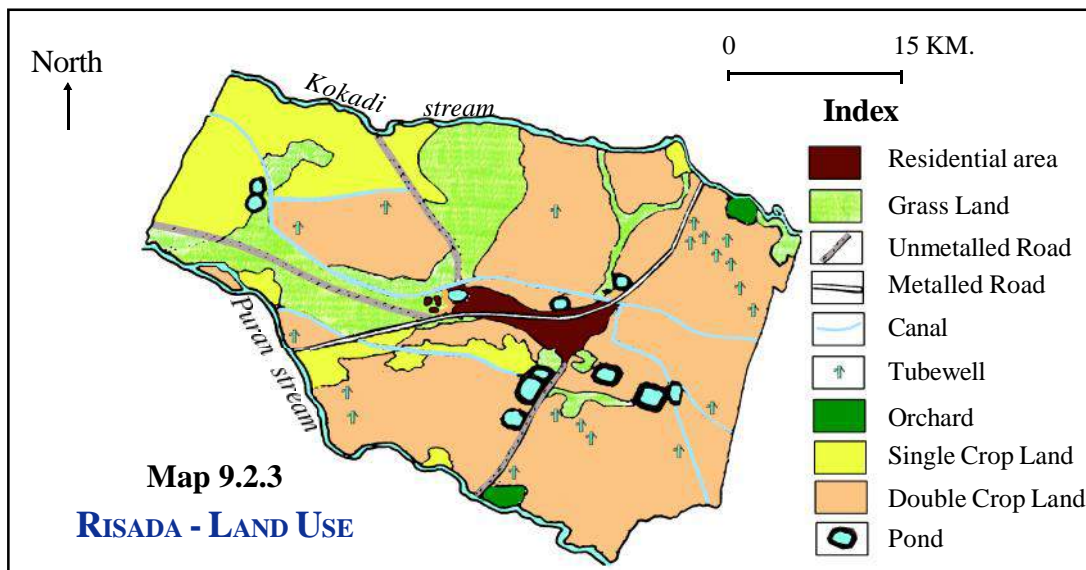 North
0 15 KM.
Kokadi stream
Puran stream
Index
Residential area
Grass Land
Unmetalled Road
Metalled Road
Canal
Tubewell
Orchard
Single Crop Land
Double Crop Land
Pond
Map 9.2.3
RISADA - LAND USE